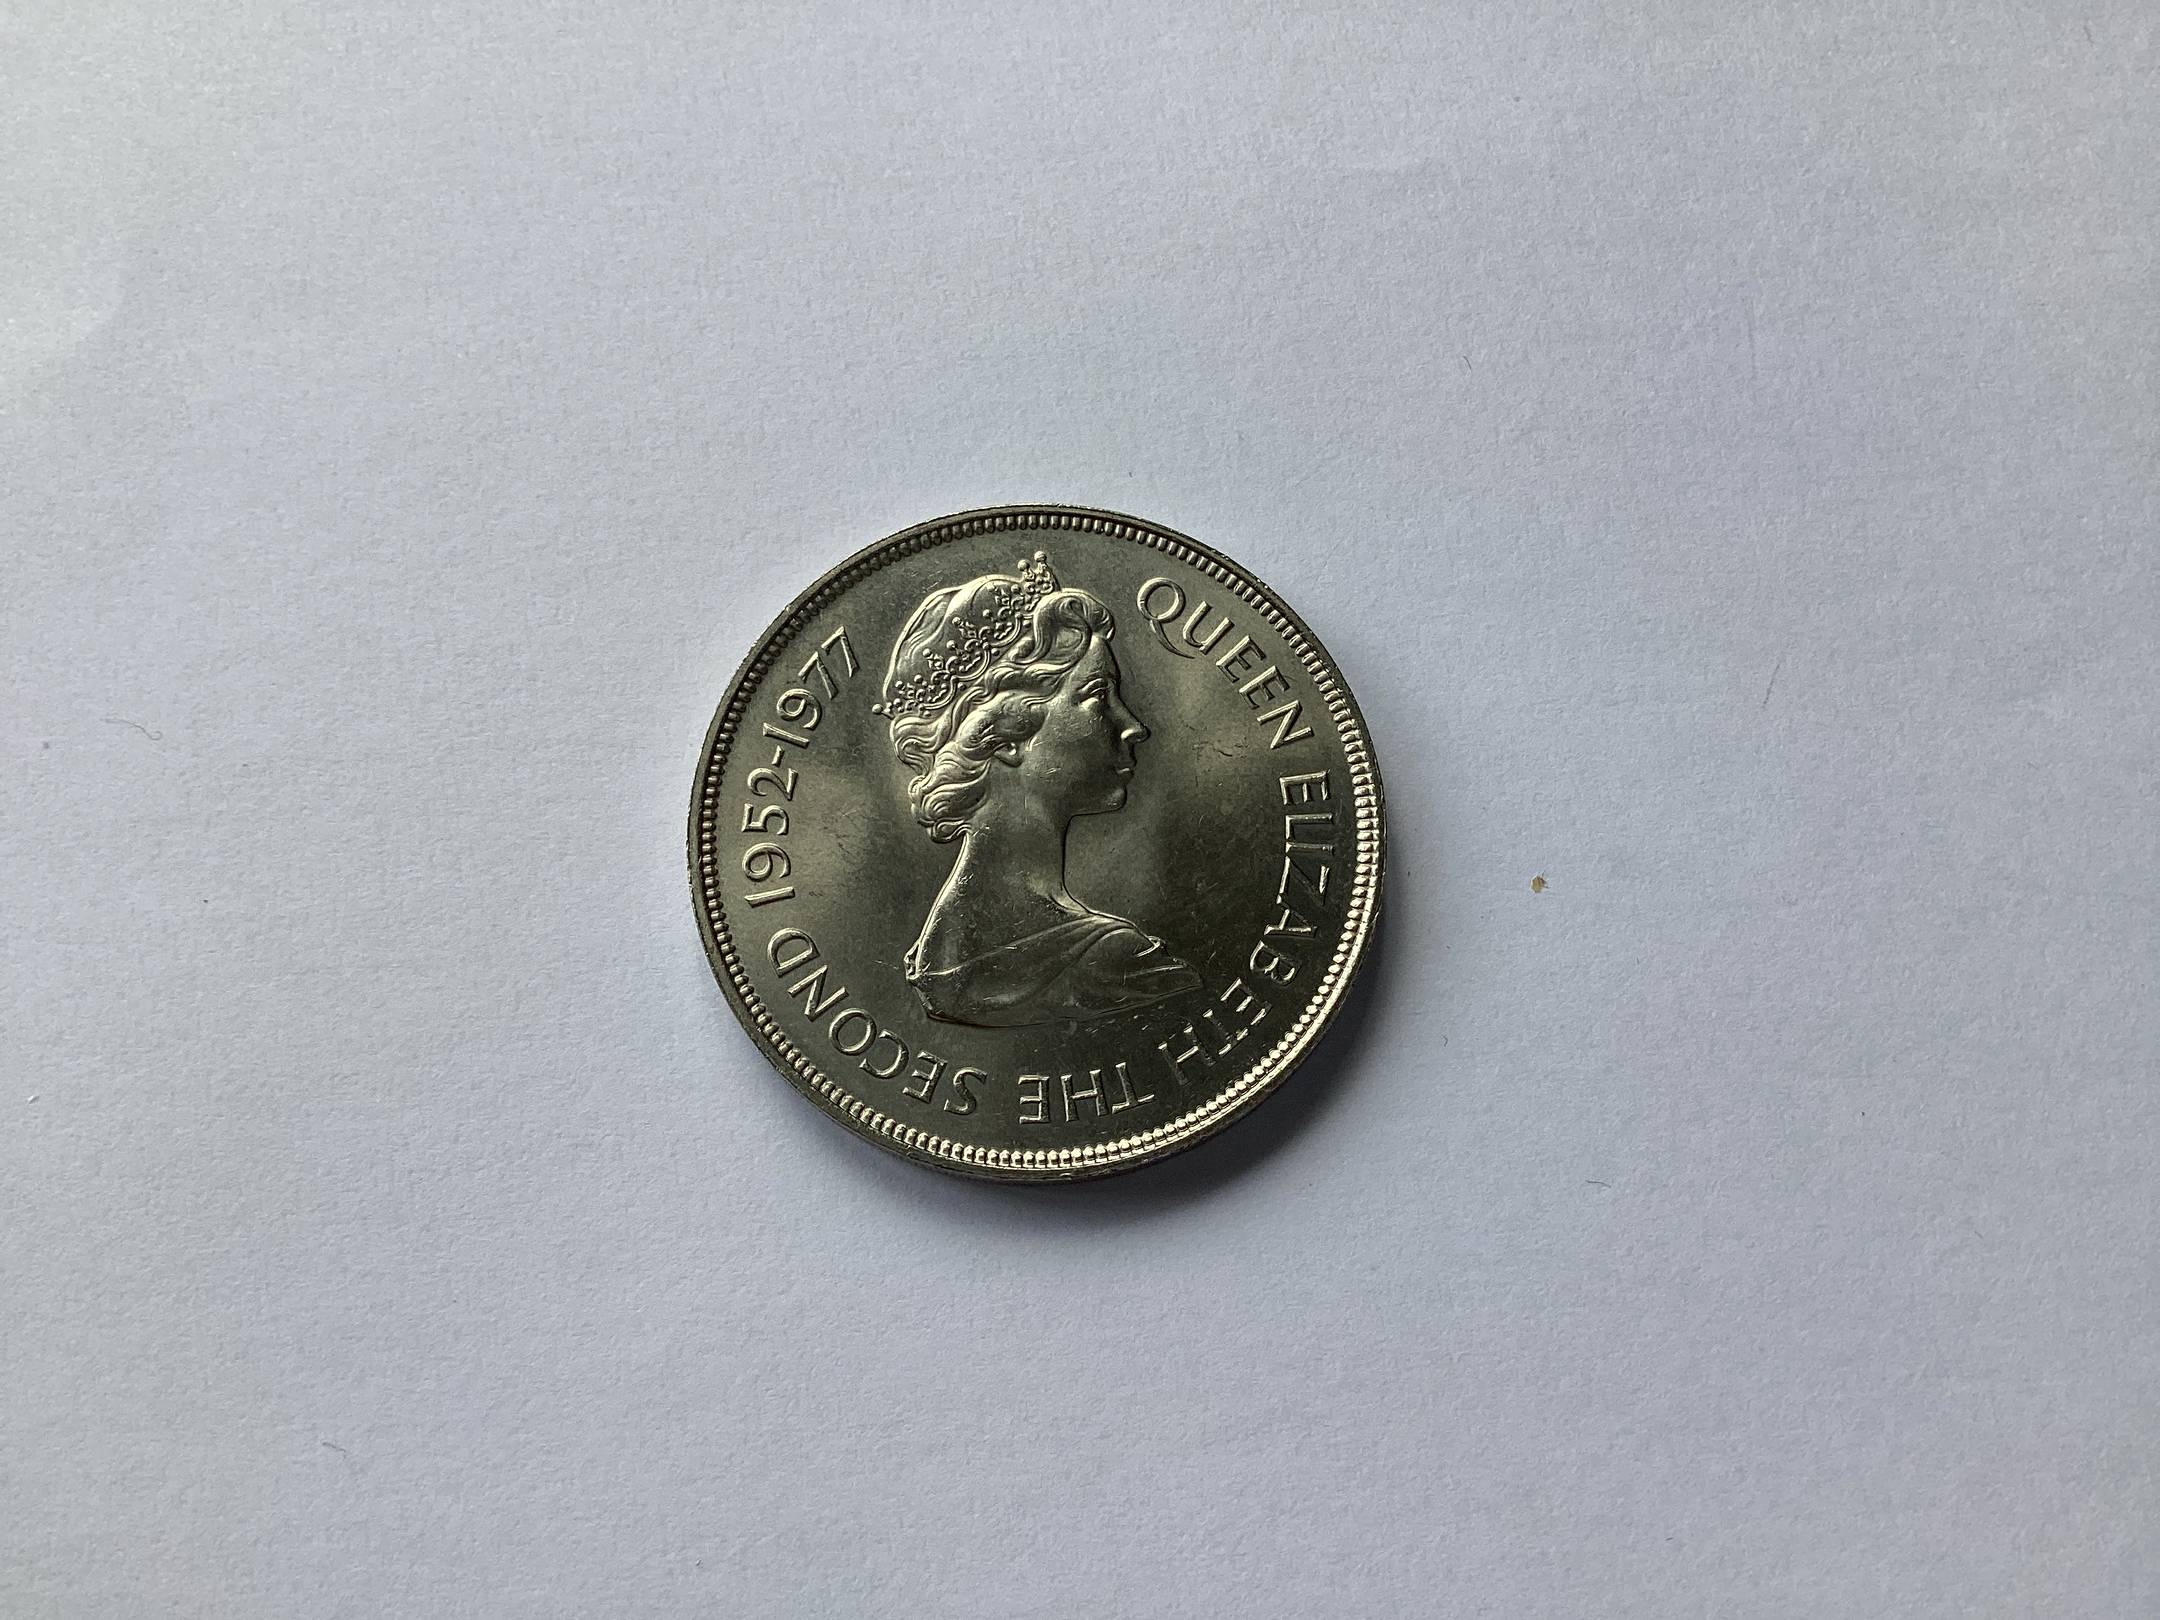 QUEEN ELIZABETH THE SECOND 1952-1977